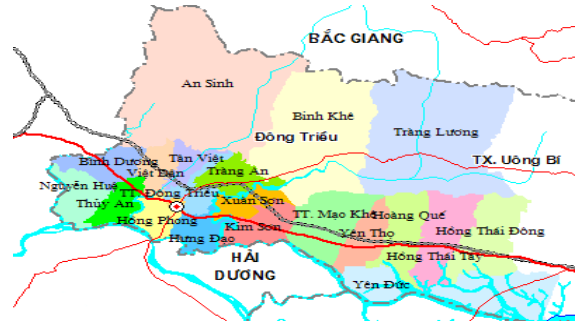 BẮC GIANG
An Sinh
Bình Khê
Đông Triều
Tràng Lương
TX. Uông Bí
Tân Việt
Bình Dương
Việt Dân
Tràng An
Nguyễn Huệ
TT. Đông Triều
Thủy An
Xuân Sơn
Hồng Phong
Kim Sơn
Hưng Đạo
TT. Mạo Khê
Hoàng Quế
Yên Thọ
Hồng Thái Đông
Hồng Thái Tây
HẢI
DƯƠNG
Yên Đức